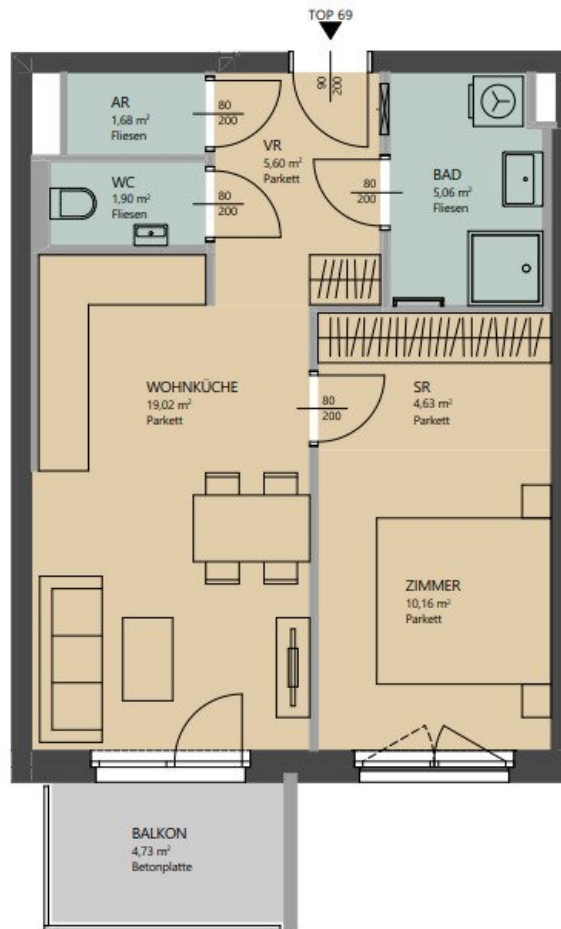 TOP 69
90
200
AR
1,68 m²
Fliesen
80
200
VR
5,60 m²
Parkett
WC
1,90 m²
Fliesen
80
200
80
200
BAD
5,06 m²
Fliesen
WOHNKÜCHE
19,02 m²
Parkett
80
200
SR
4,63 m²
Parkett
ZIMMER
10,16 m²
Parkett
BALKON
4,73 m²
Betonplatte